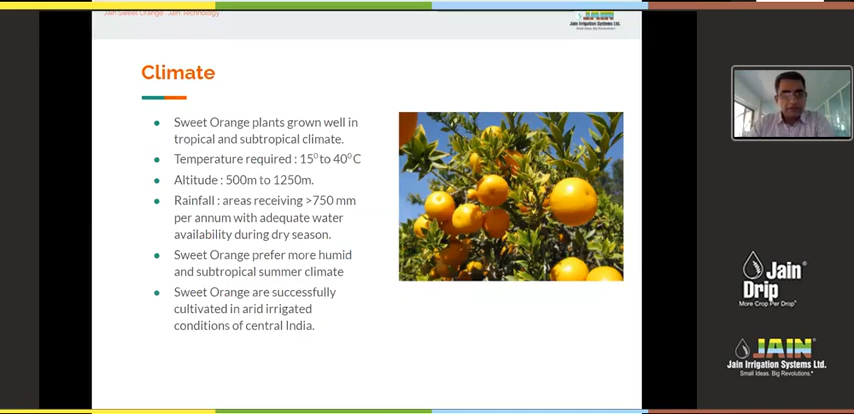 Jain Sweet Orange - Jain Technology
JAIN
Jain Irrigation Systems Ltd.
Small Ideas. Big Revolutions.
Climate
● Sweet Orange plants grown well in
tropical and subtropical climate.
● Temperature required : 15⁰ to 40⁰C
● Altitude : 500m to 1250m.
● Rainfall : areas receiving >750 mm
per annum with adequate water
availability during dry season.
● Sweet Orange prefer more humid
and subtropical summer climate
● Sweet Orange are successfully
cultivated in arid irrigated
conditions of central India.
Jain®
Drip
More Crop Per Drop®
JAIN®
Jain Irrigation Systems Ltd.
Small Ideas. Big Revolutions.®